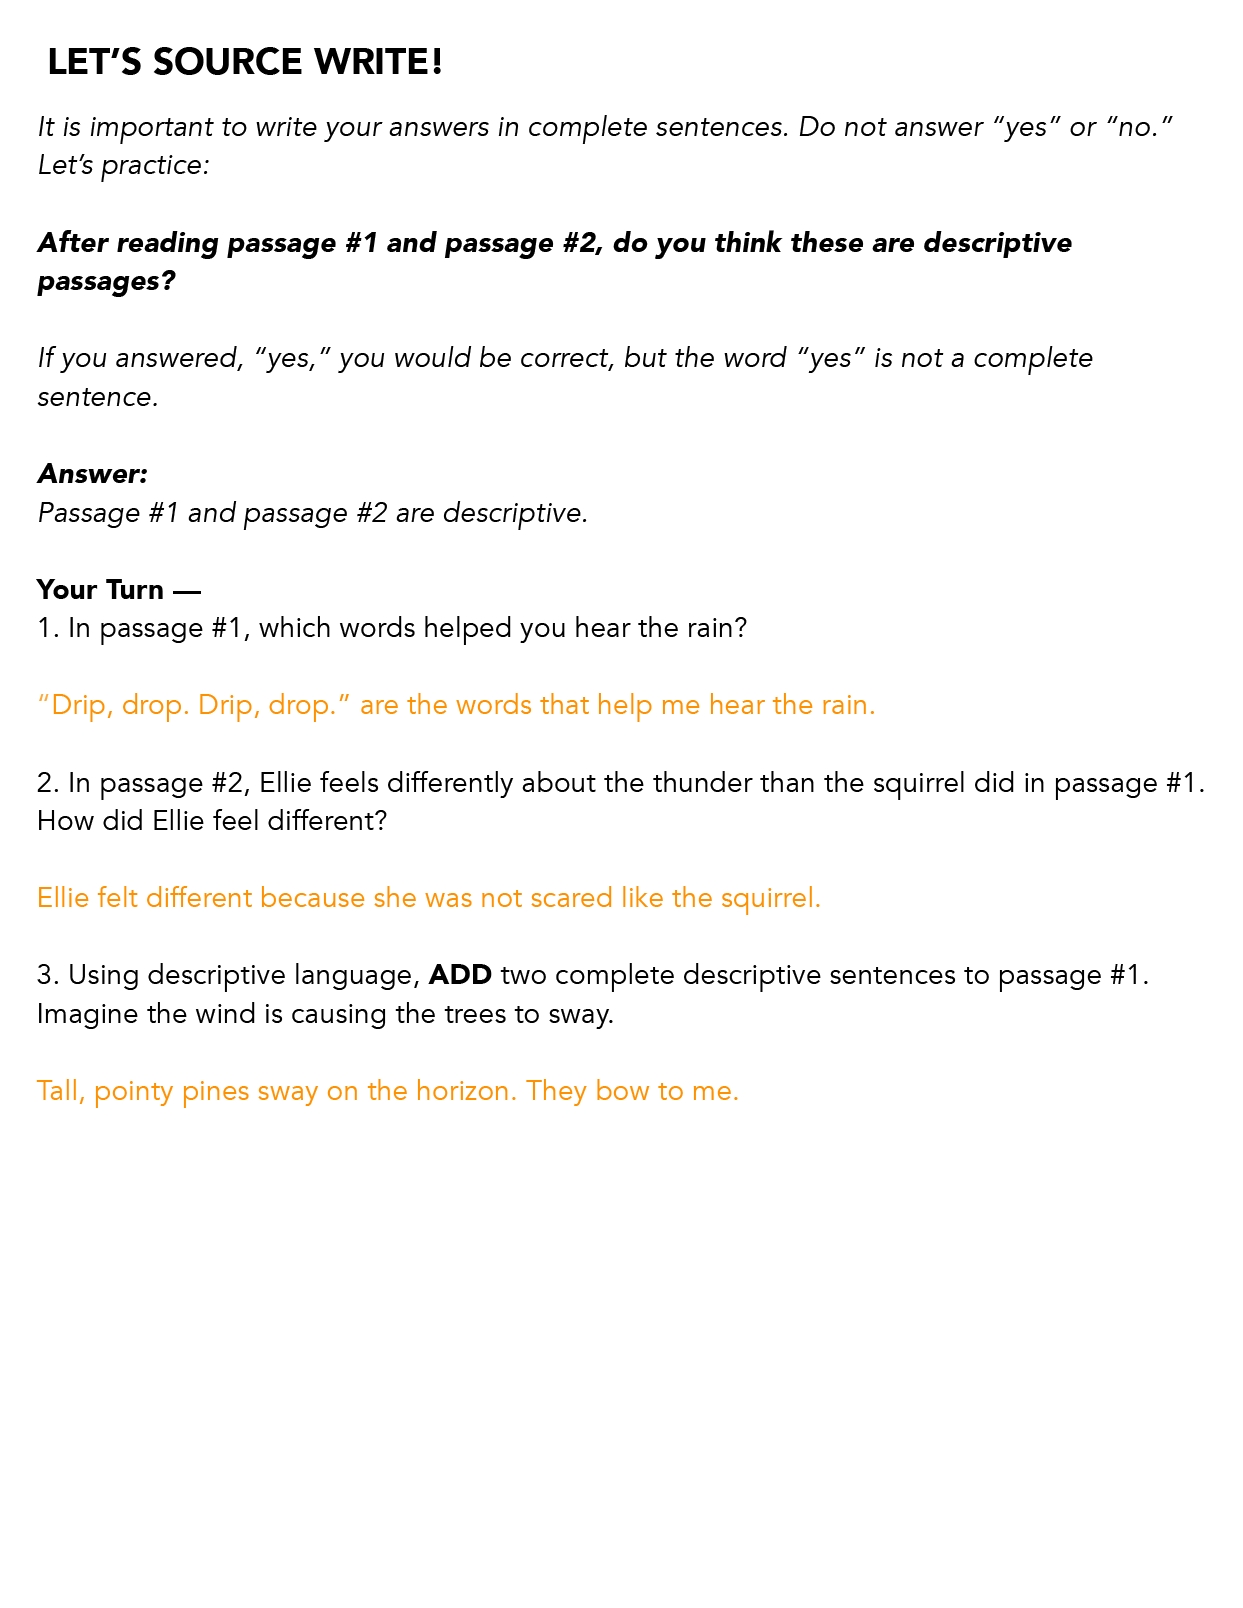 LET’S SOURCE WRITE!
It is important to write your answers in complete sentences. Do not answer “yes” or “no.”
Let’s practice:
After reading passage #1 and passage #2, do you think these are descriptive
passages?
If you answered, “yes,” you would be correct, but the word “yes” is not a complete
sentence.
Answer:
Passage #1 and passage #2 are descriptive.
Your Turn —
1. In passage #1, which words helped you hear the rain?
“Drip, drop. Drip, drop.” are the words that help me hear the rain.
2. In passage #2, Ellie feels differently about the thunder than the squirrel did in passage #1.
How did Ellie feel different?
Ellie felt different because she was not scared like the squirrel.
3. Using descriptive language, ADD two complete descriptive sentences to passage #1.
Imagine the wind is causing the trees to sway.
Tall, pointy pines sway on the horizon. They bow to me.